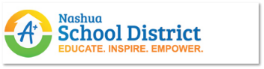 A+
Nashua
School District
EDUCATE. INSPIRE. EMPOWER.